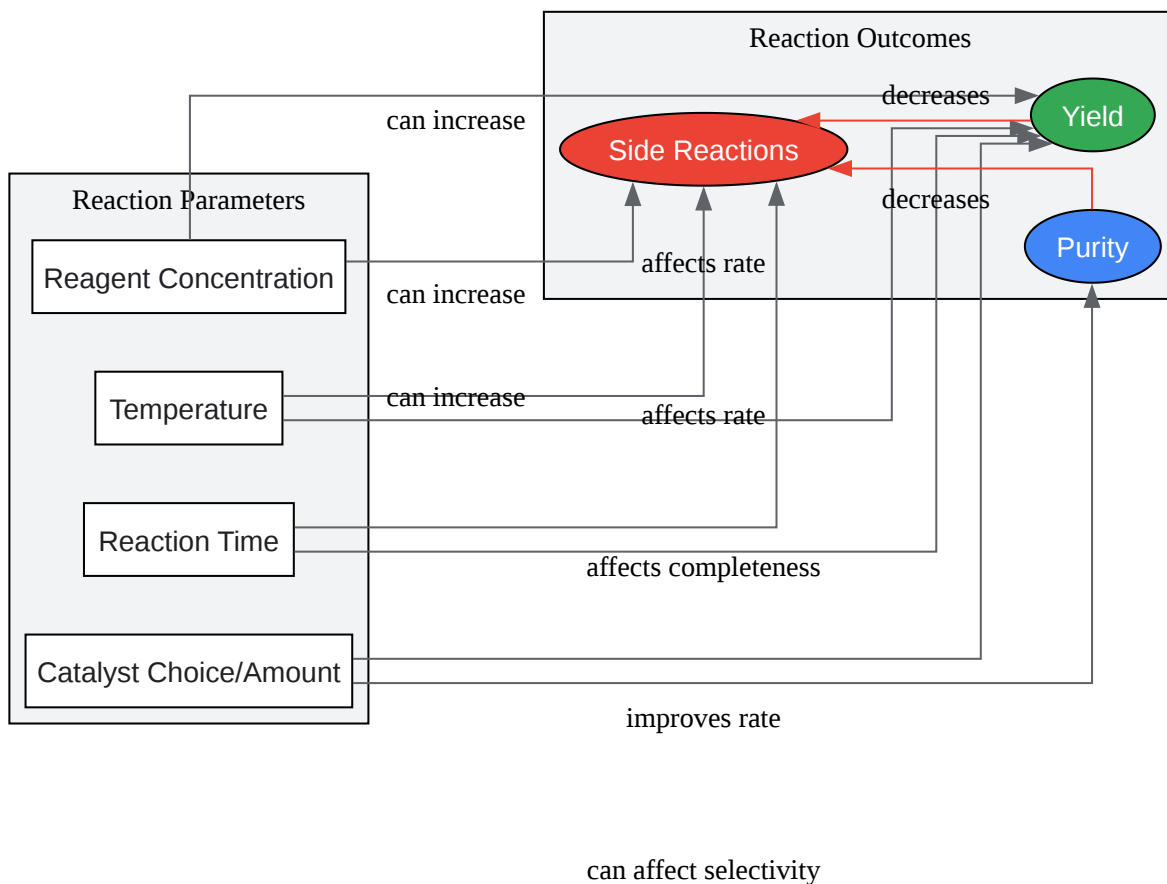 Reaction Outcomes
decreases
can increase
Yield
Side Reactions
Reaction Parameters
decreases
Purity
affects rate
Reagent Concentration
can increase
can increase
Temperature
affects rate
Reaction Time
affects completeness
Catalyst Choice/Amount
improves rate
can affect selectivity